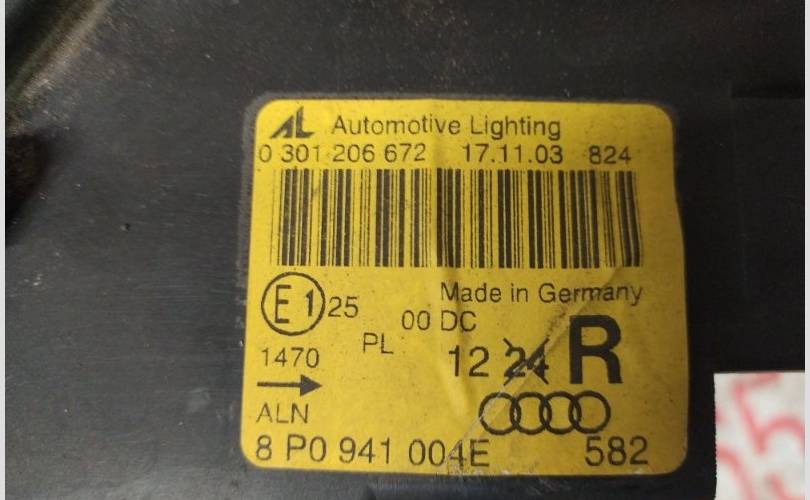 AL Automotive Lighting
0 301 206 672 17.11.03 824
Made in Germany
E1 25
00 DC
PL
1470
12 24 R
ALN
8 P0 941 004E 582
55